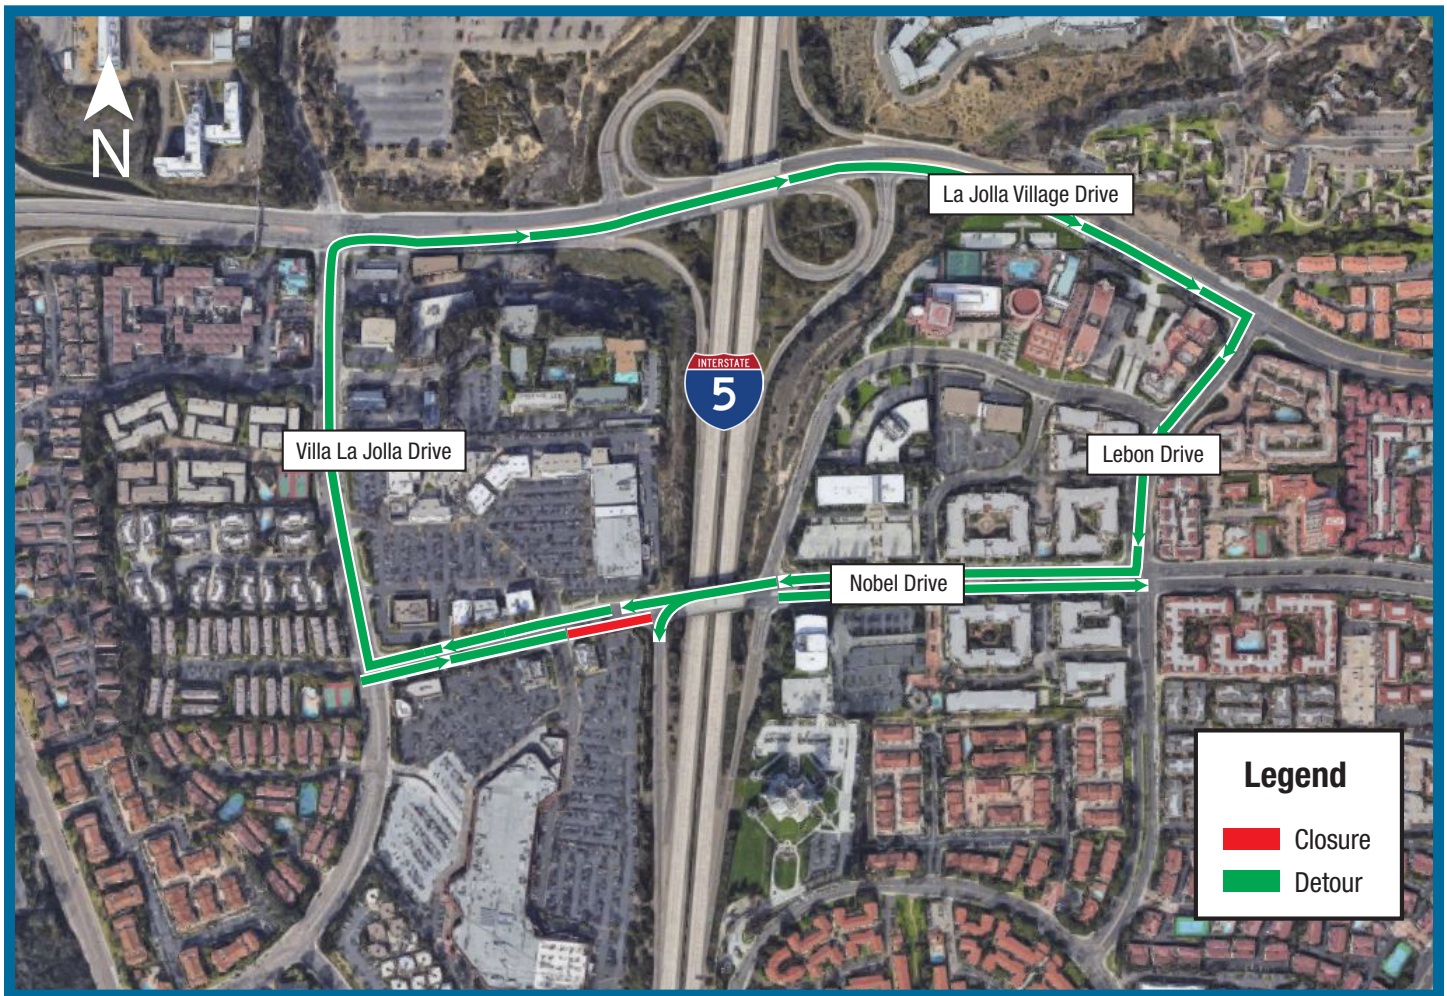 N
La Jolla Village Drive
INTERSTATE
5
Villa La Jolla Drive
Lebon Drive
Nobel Drive
Legend
Closure
Detour